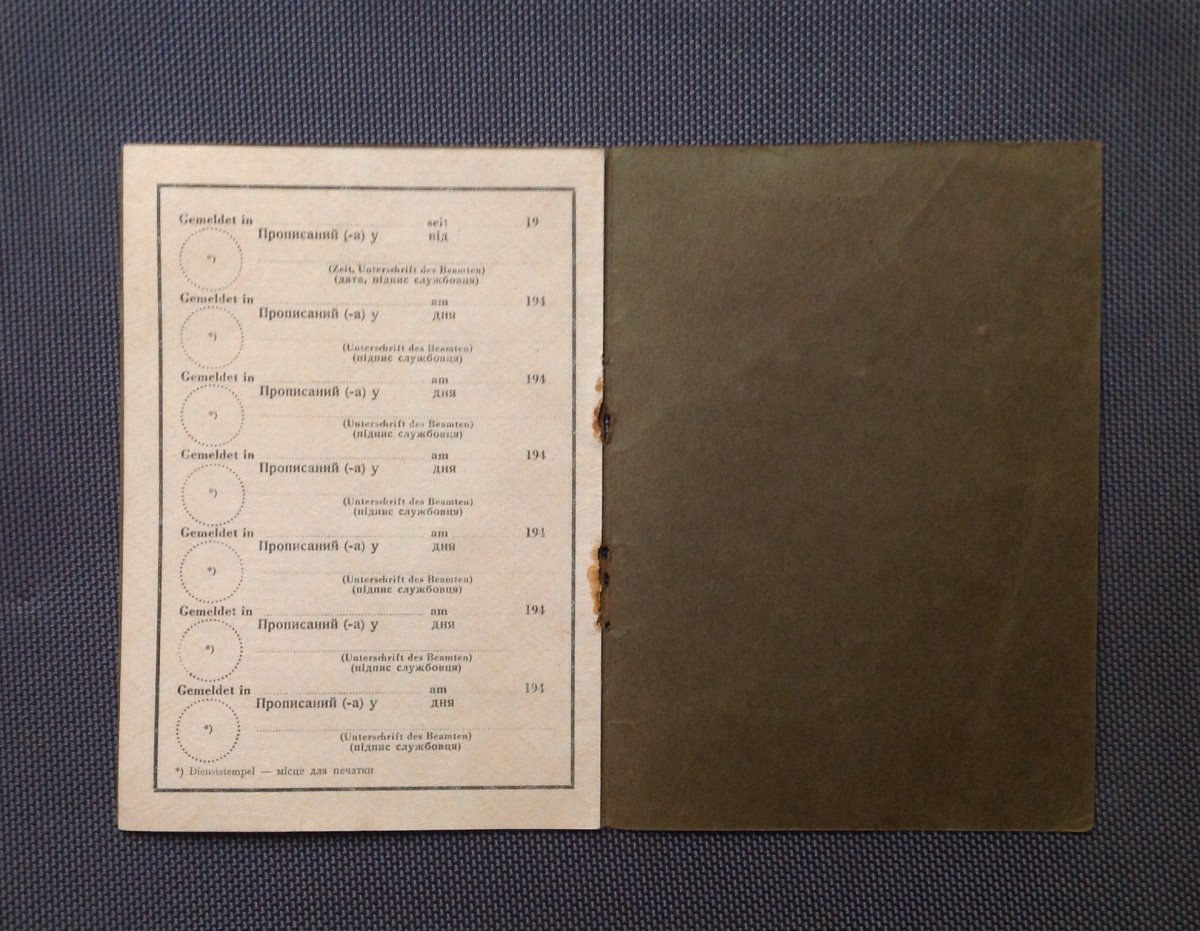 Gemeldet in seit 19
Прописаний (-а) у від
*)
(Zeit, Unterschrift des Beamten)
(дата, підпис службовця)
Gemeldet in am 194
Прописаний (-а) у дня
*)
(Unterschrift des Beamten)
(підпис службовця)
Gemeldet in am 194
Прописаний (-а) у дня
*)
(Unterschrift des Beamten)
(підпис службовця)
Gemeldet in am 194
Прописаний (-а) у дня
*)
(Unterschrift des Beamten)
(підпис службовця)
Gemeldet in am 194
Прописаний (-а) у дня
*)
(Unterschrift des Beamten)
(підпис службовця)
Gemeldet in am 194
Прописаний (-а) у дня
*)
(Unterschrift des Beamten)
(підпис службовця)
Gemeldet in am 194
Прописаний (-а) у дня
*)
(Unterschrift des Beamten)
(підпис службовця)
*) Dienststempel — місце для печатки